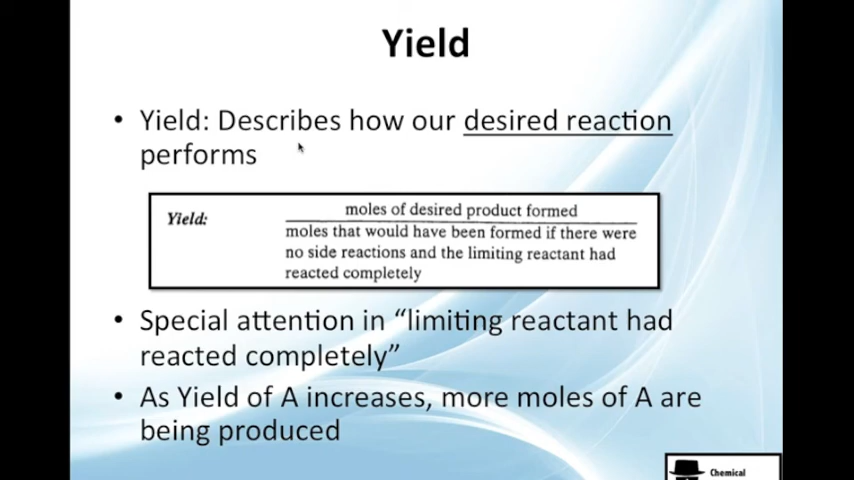 Yield
• Yield: Describes how our desired reaction
performs
Yield:
moles of desired product formed
moles that would have been formed if there were
no side reactions and the limiting reactant had
reacted completely
• Special attention in “limiting reactant had
reacted completely”
• As Yield of A increases, more moles of A are
being produced
Chemical